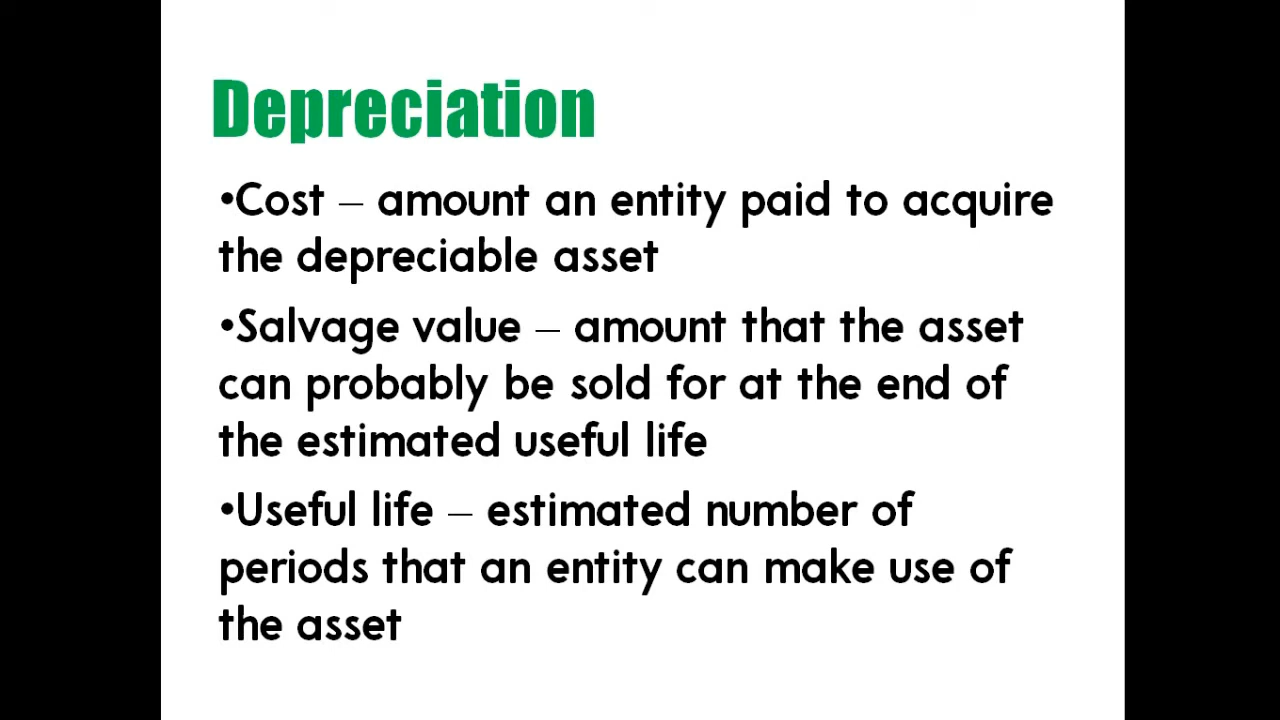 Depreciation
•Cost – amount an entity paid to acquire
the depreciable asset
•Salvage value – amount that the asset
can probably be sold for at the end of
the estimated useful life
•Useful life – estimated number of
periods that an entity can make use of
the asset